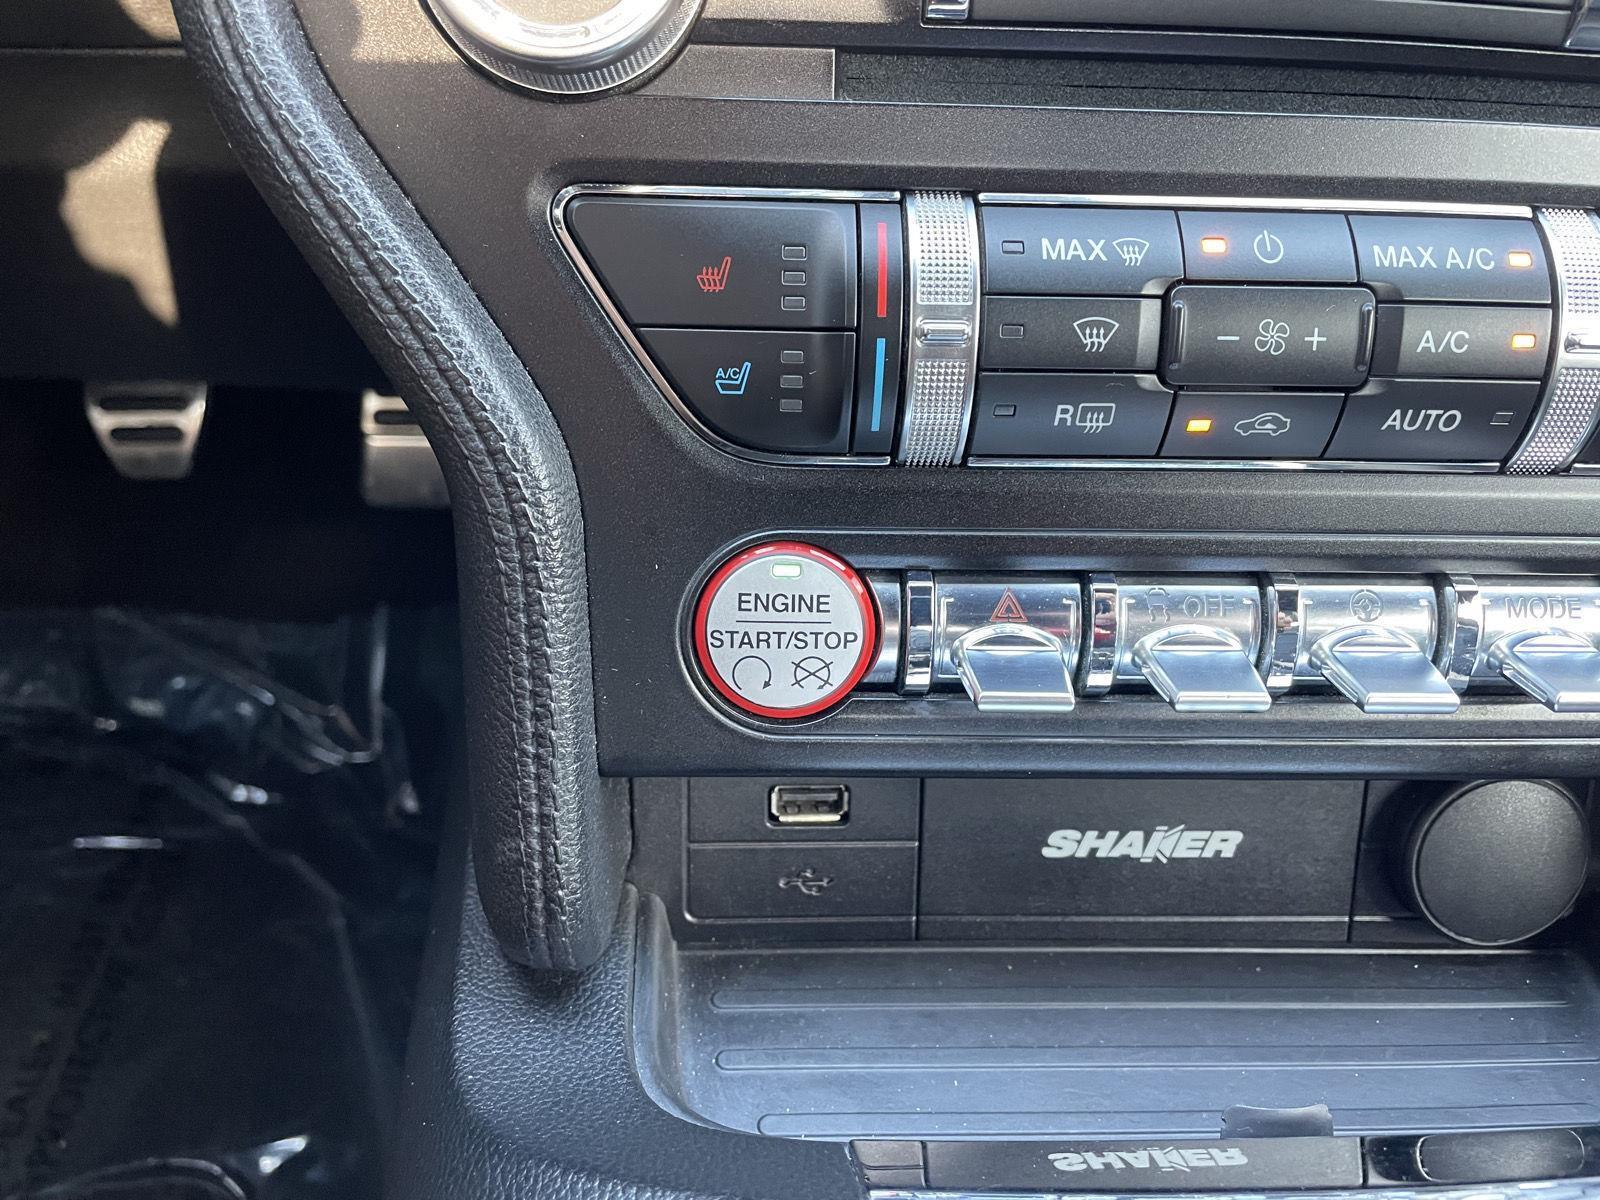 MAX
MAX A/C
A/C
A/C
R
AUTO
ENGINE
START/STOP
OFF
MODE
SHAKER
SHAKER